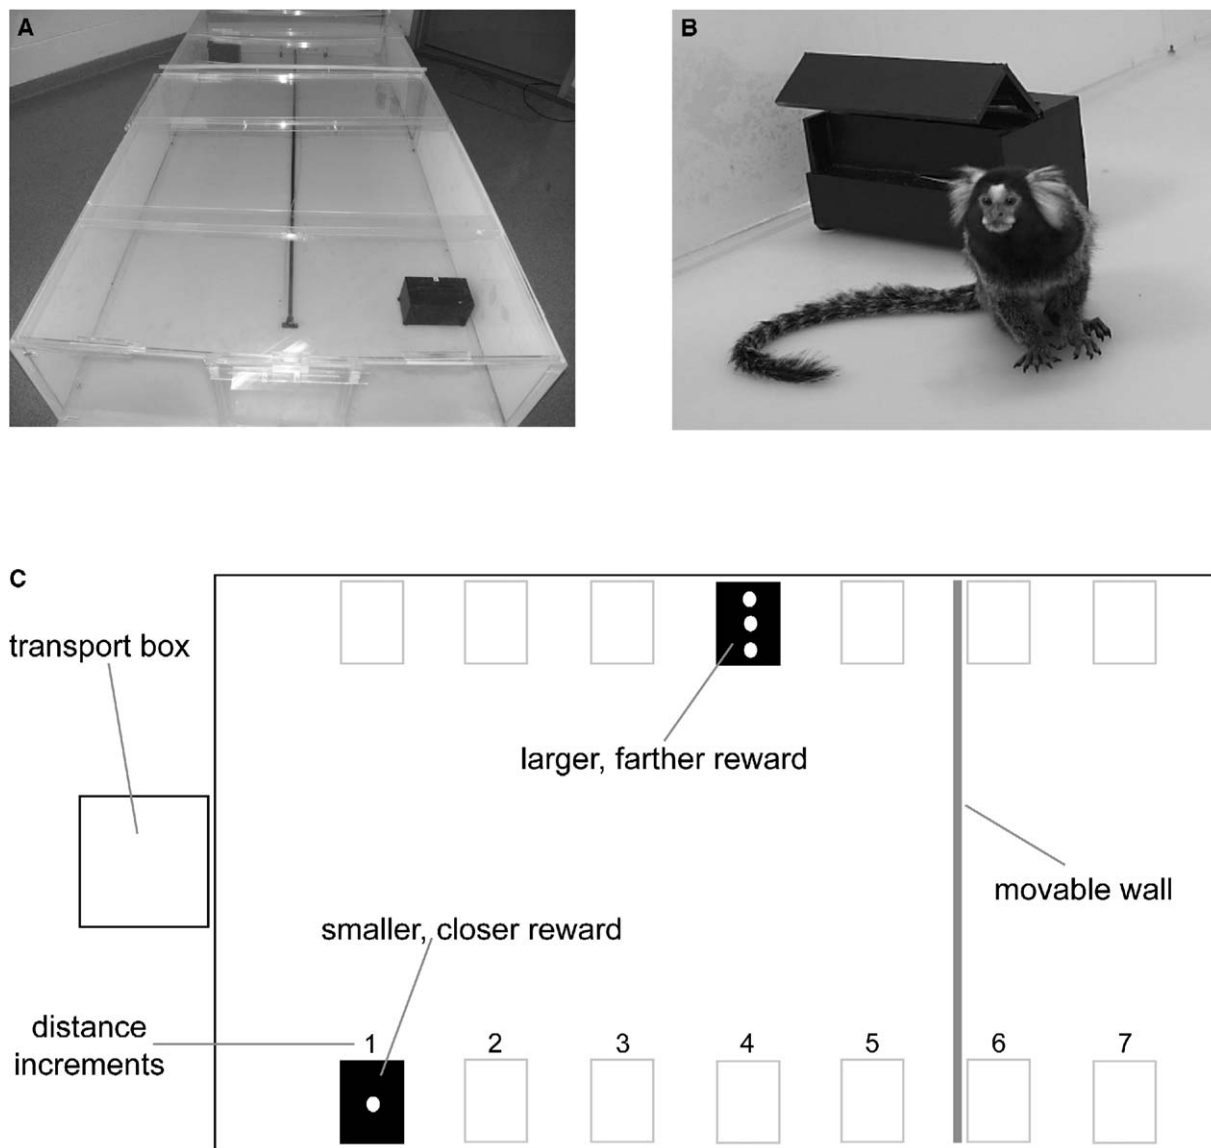 A
B
C
transport box
larger, farther reward
movable wall
smaller, closer reward
distance
increments
1 2 3 4 5 6 7